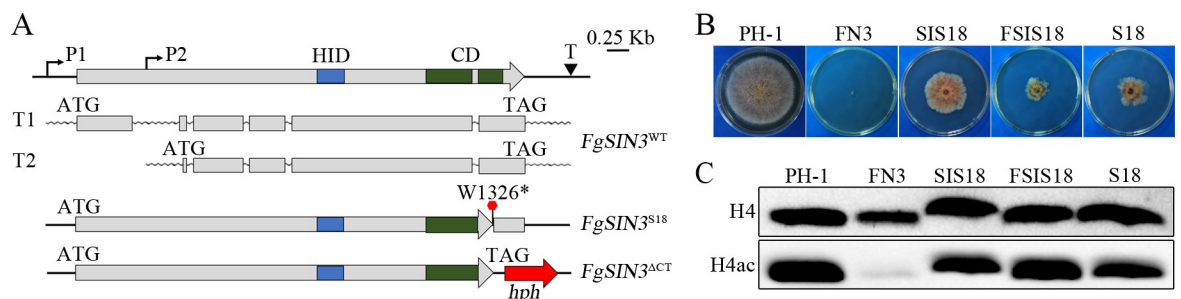 A
P1 P2 HID CD T 0.25 Kb
ATG TAG
T1
FgSIN3WT
T2 ATG TAG
W1326*
ATG
FgSIN3S18
ATG TAG
FgSIN3ΔCT
hph
B
PH-1 FN3 SIS18 FSIS18 S18
C
PH-1 FN3 SIS18 FSIS18 S18
H4
H4ac